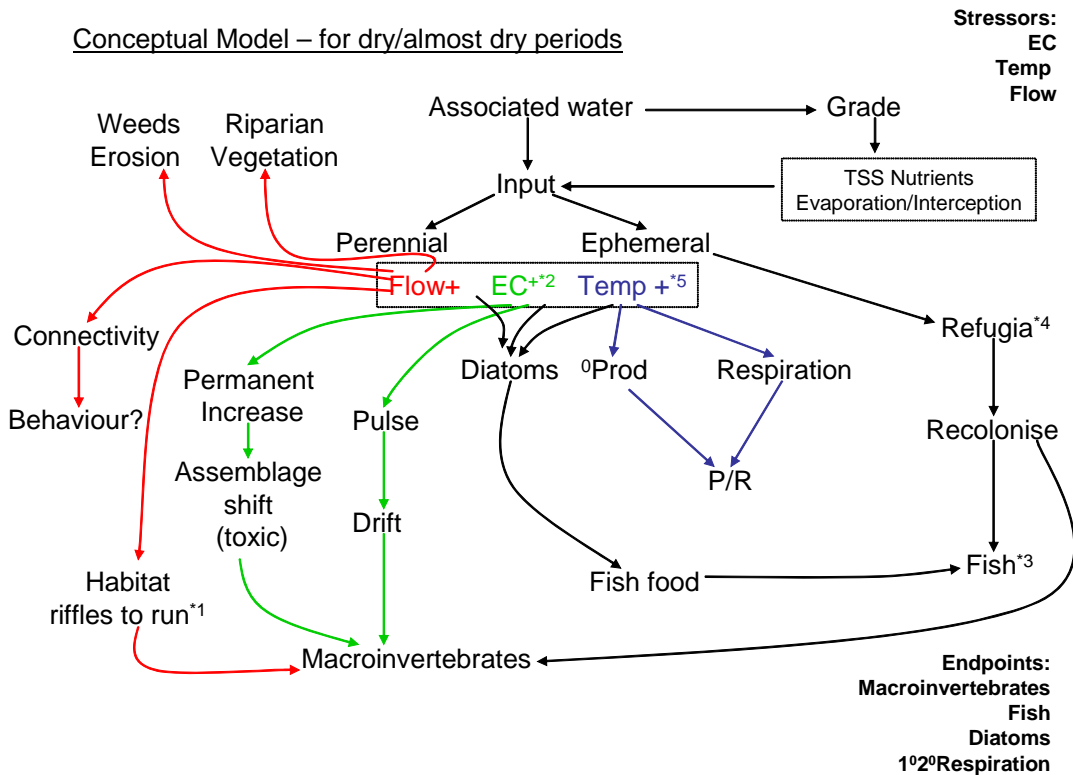 Conceptual Model – for dry/almost dry periods
Stressors:
EC
Temp
Flow
Weeds
Erosion
Riparian
Vegetation
Associated water
Grade
Input
TSS Nutrients
Evaporation/Interception
Perennial
Ephemeral
Flow+
EC+*2
Temp +*5
Connectivity
Behaviour?
Permanent
Increase
Pulse
Diatoms
⁰Prod
Respiration
Refugia*4
Recolonise
Assemblage
shift
(toxic)
Drift
P/R
Habitat
riffles to run*1
Fish food
Fish*3
Macroinvertebrates
Endpoints:
Macroinvertebrates
Fish
Diatoms
1⁰2⁰Respiration